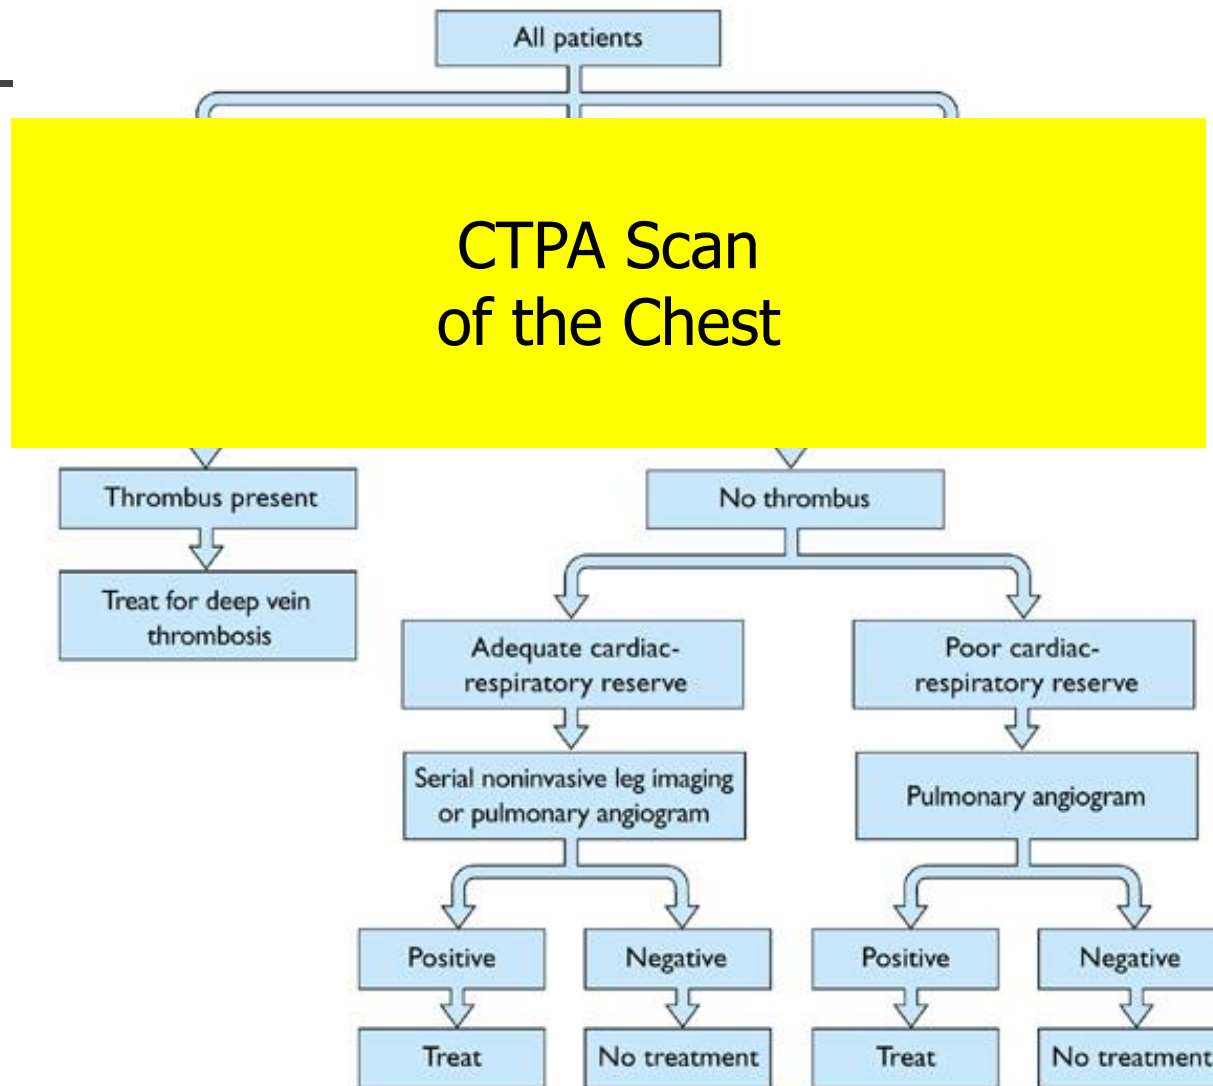 All patients
CTPA Scan
of the Chest
Thrombus present
No thrombus
Treat for deep vein
thrombosis
Adequate cardiac-
respiratory reserve
Poor cardiac-
respiratory reserve
Serial noninvasive leg imaging
or pulmonary angiogram
Pulmonary angiogram
Positive
Negative
Positive
Negative
Treat
No treatment
Treat
No treatment